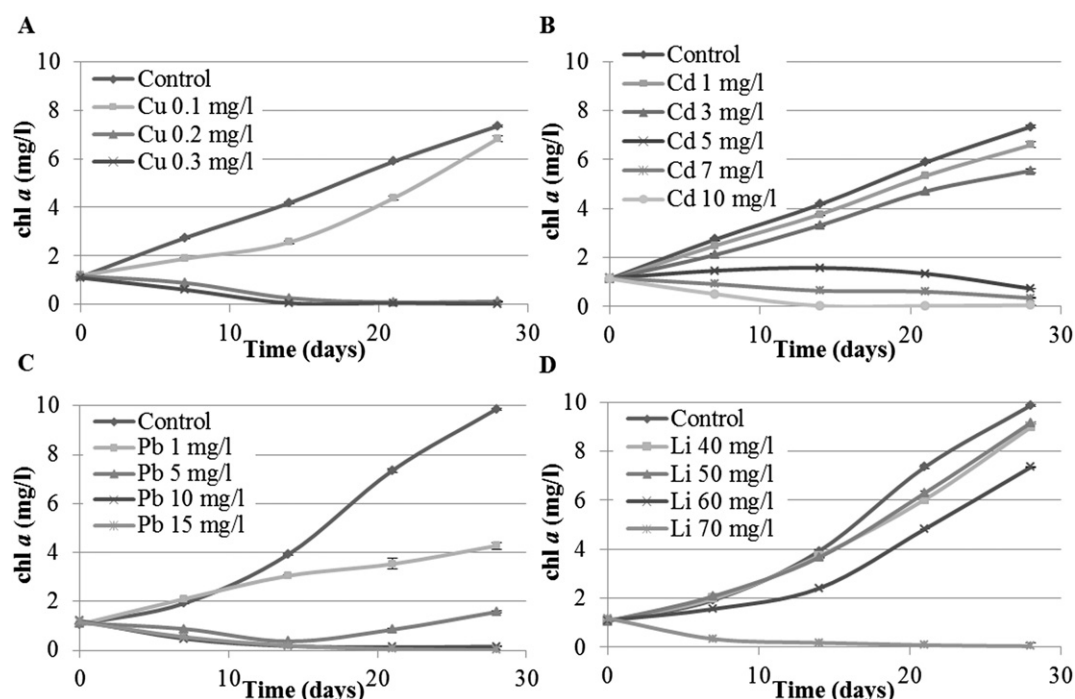 A
10
8
6
4
2
0
chl a (mg/l)
Control
Cu 0.1 mg/l
Cu 0.2 mg/l
Cu 0.3 mg/l
0
10
20
30
Time (days)
B
10
8
6
4
2
0
chl a (mg/l)
Control
Cd 1 mg/l
Cd 3 mg/l
Cd 5 mg/l
Cd 7 mg/l
Cd 10 mg/l
0
10
20
30
Time (days)
C
10
8
6
4
2
0
chl a (mg/l)
Control
Pb 1 mg/l
Pb 5 mg/l
Pb 10 mg/l
Pb 15 mg/l
0
10
20
30
Time (days)
D
10
8
6
4
2
0
chl a (mg/l)
Control
Li 40 mg/l
Li 50 mg/l
Li 60 mg/l
Li 70 mg/l
0
10
20
30
Time (days)